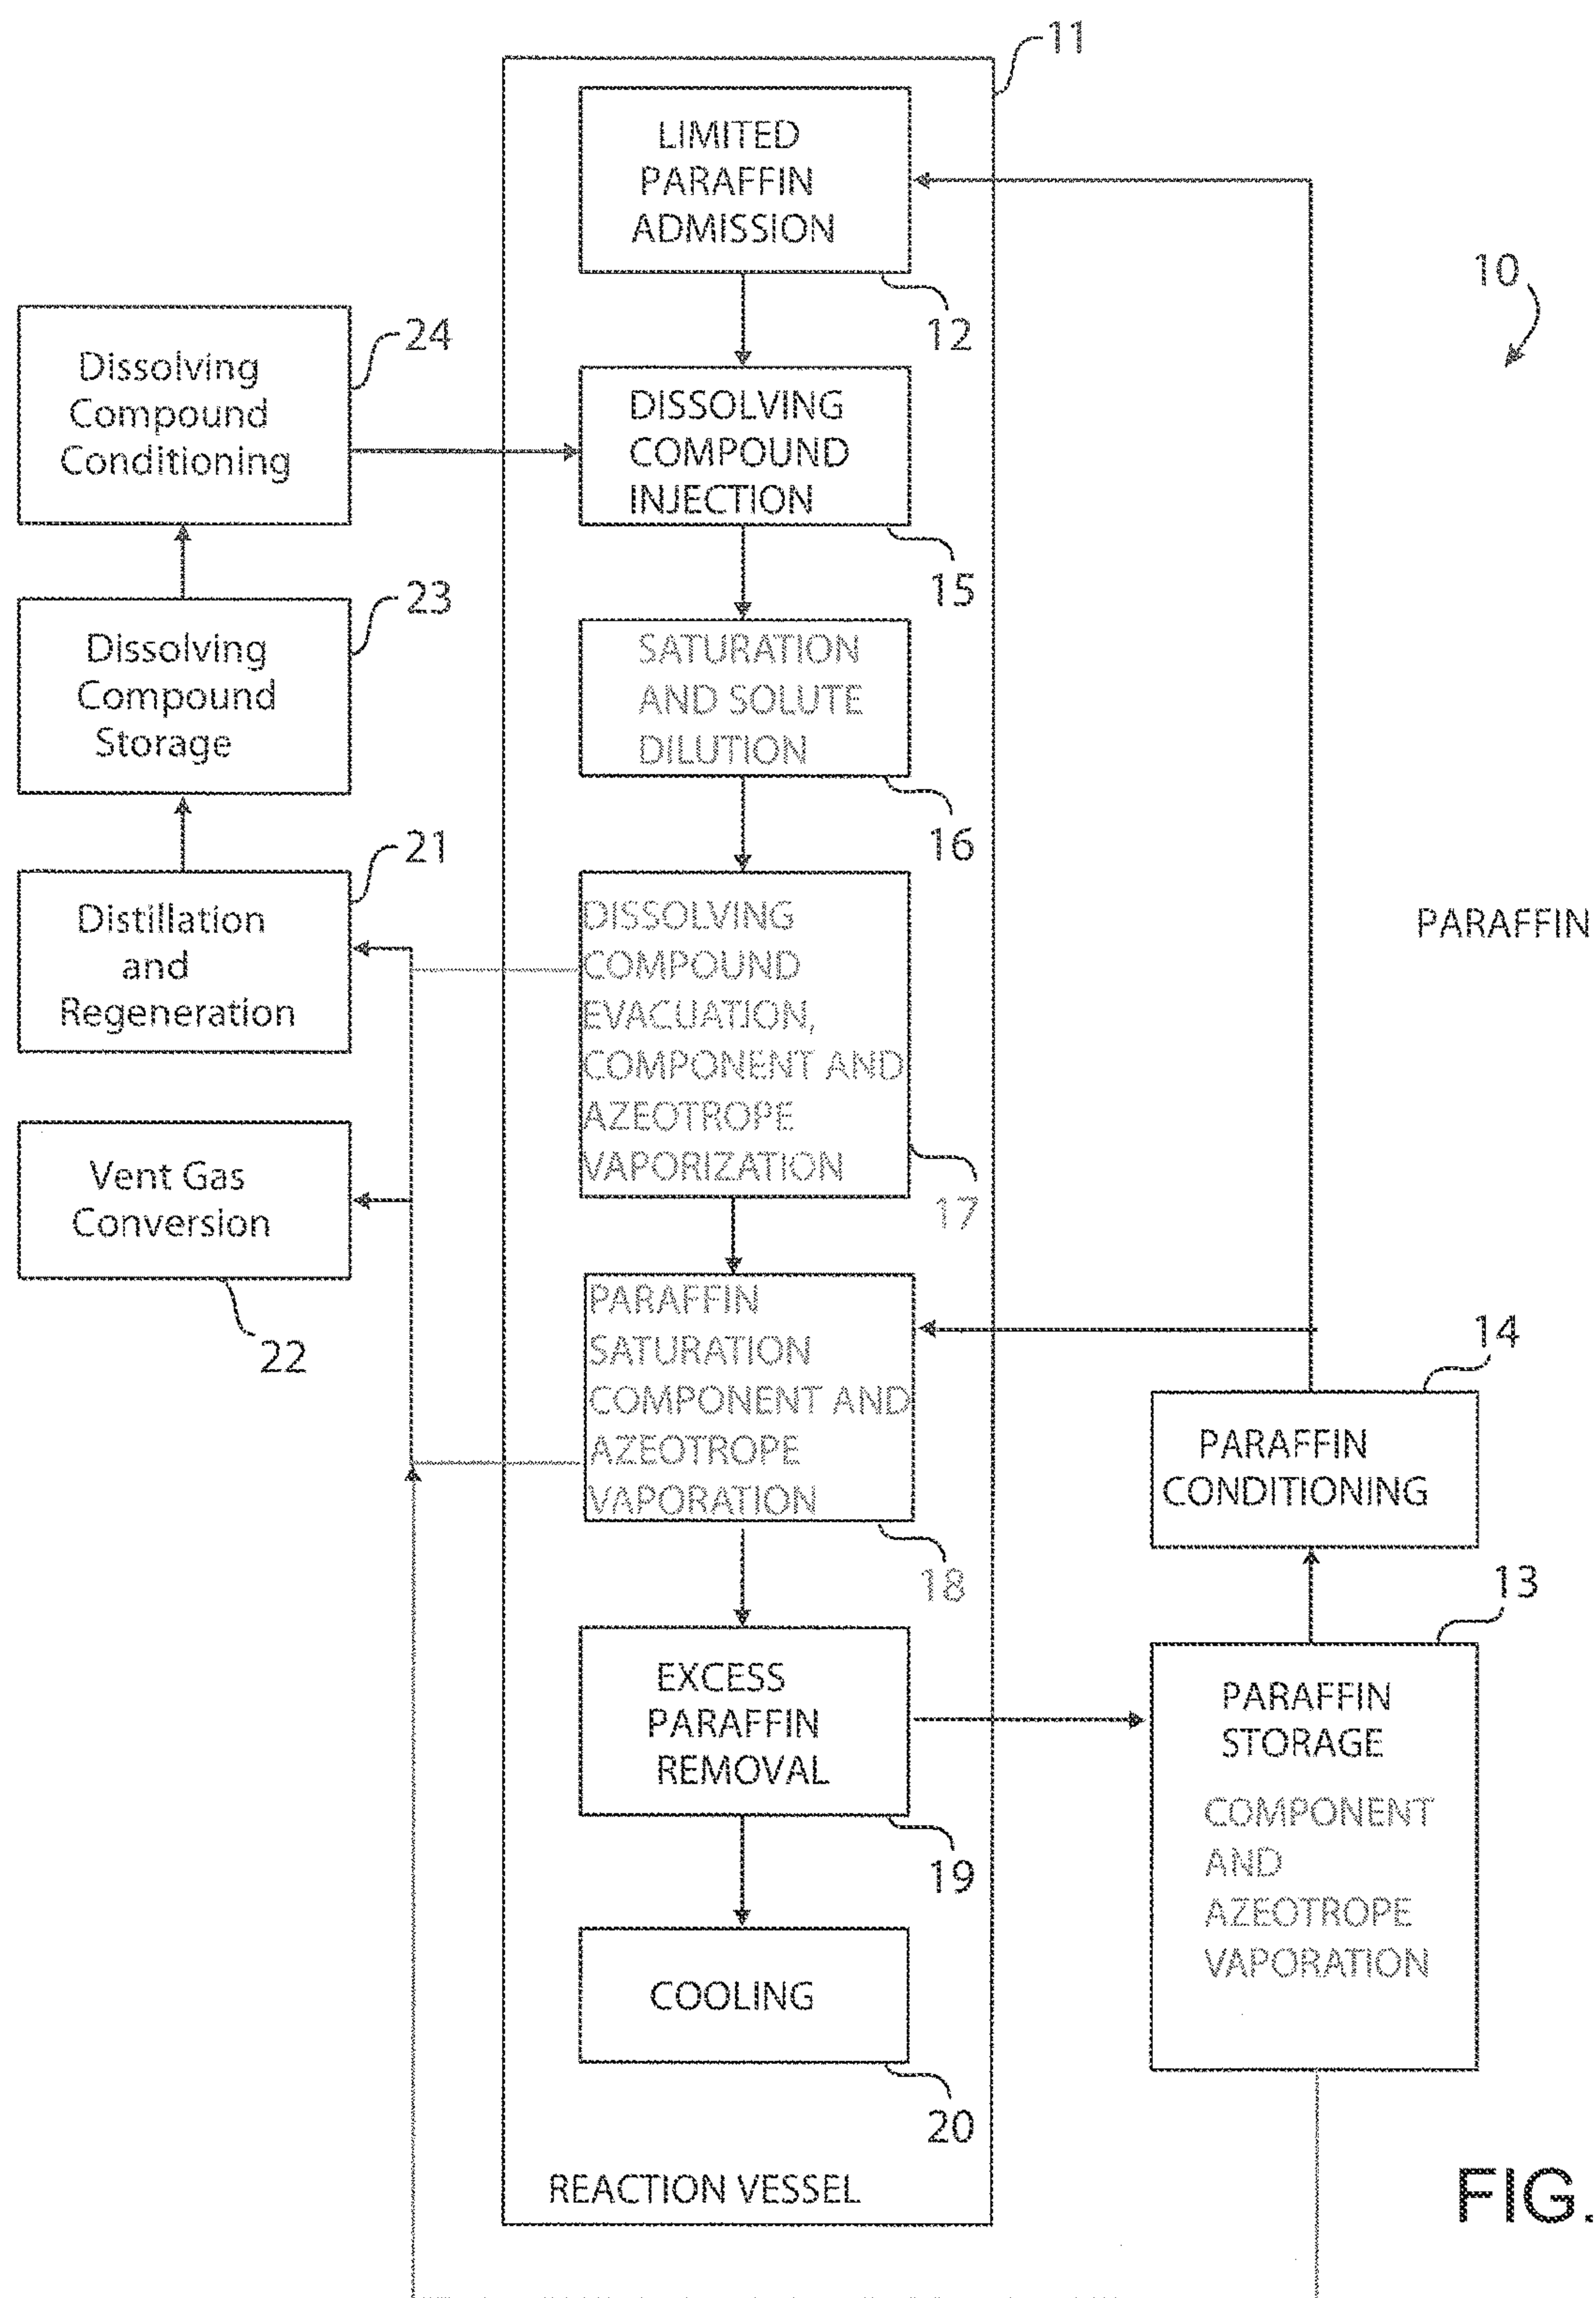 11
LIMITED
PARAFFIN
ADMISSION
12
10
24
Dissolving
Compound
Conditioning
DISSOLVING
COMPOUND
INJECTION
15
23
Dissolving
Compound
Storage
SATURATION
AND SOLUTE
DILUTION
16
21
Distillation
and
Regeneration
DISSOLVING
COMPOUND
EVACUATION,
COMPONENT AND
AZEOTROPE
VAPORIZATION
17
PARAFFIN
Vent Gas
Conversion
22
PARAFFIN
SATURATION
COMPONENT AND
AZEOTROPE
VAPORATION
18
14
PARAFFIN
CONDITIONING
13
EXCESS
PARAFFIN
REMOVAL
19
PARAFFIN
STORAGE
COMPONENT
AND
AZEOTROPE
VAPORATION
COOLING
20
REACTION VESSEL
FIG.